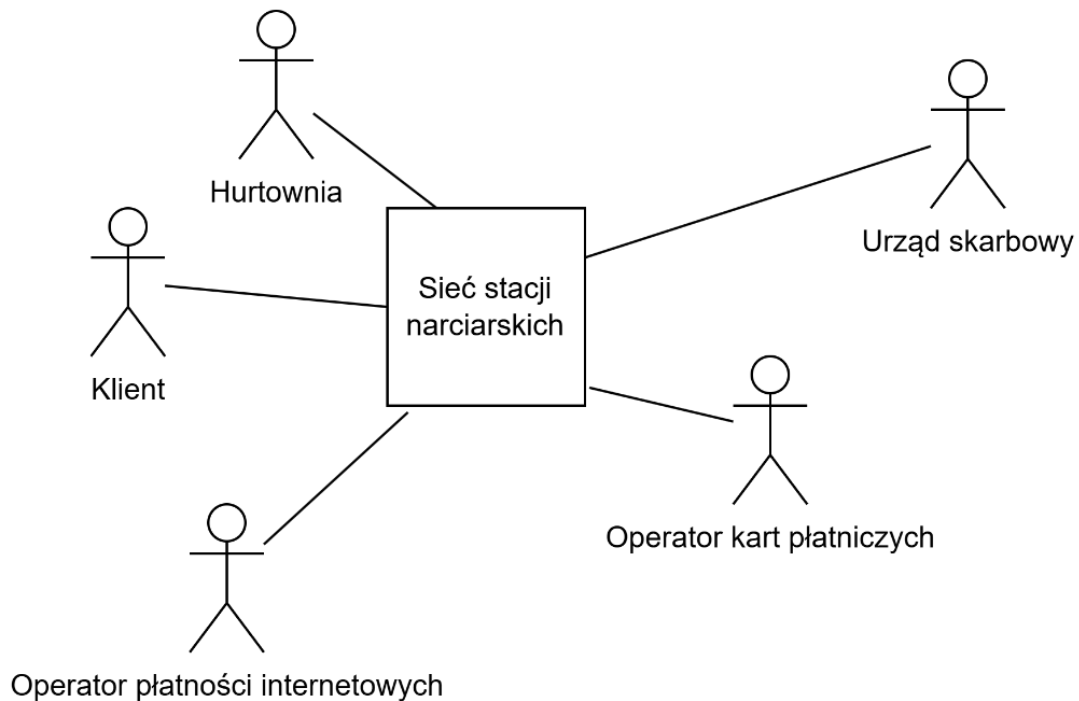 Hurtownia
Urząd skarbowy
Sieć stacji
narciarskich
Klient
Operator kart płatniczych
Operator płatności internetowych